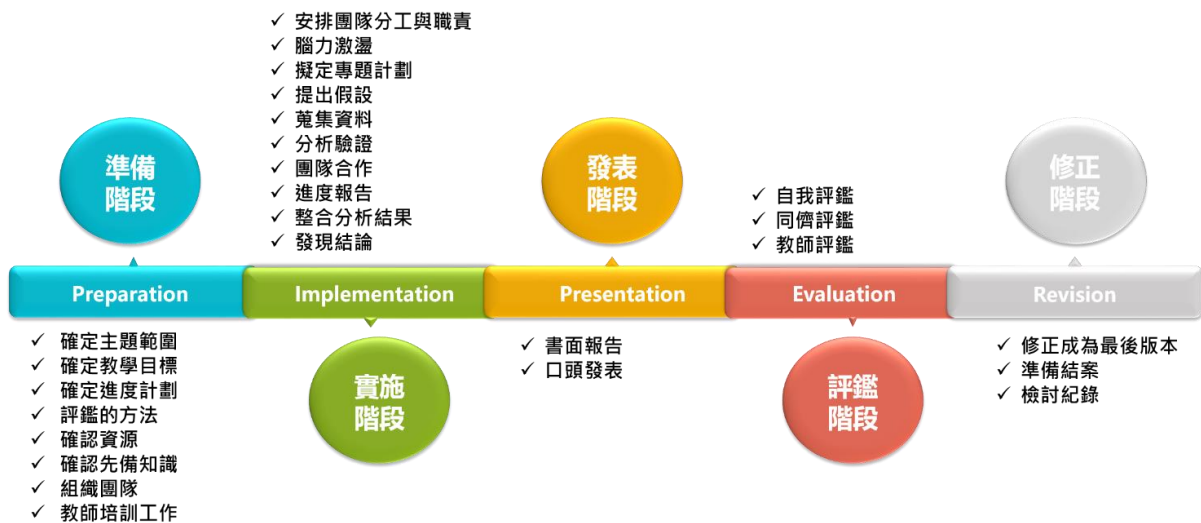 準備
階段
Preparation
✓ 確定主題範圍
✓ 確定教學目標
✓ 確定進度計劃
✓ 評鑑的方法
✓ 確認資源
✓ 確認先備知識
✓ 組織團隊
✓ 教師培訓工作
✓ 安排團隊分工與職責
✓ 腦力激盪
✓ 擬定專題計劃
✓ 提出假設
✓ 蒐集資料
✓ 分析驗證
✓ 團隊合作
✓ 進度報告
✓ 整合分析結果
✓ 發現結論
Implementation
實施
階段
發表
階段
Presentation
✓ 書面報告
✓ 口頭發表
✓ 自我評鑑
✓ 同儕評鑑
✓ 教師評鑑
Evaluation
評鑑
階段
修正
階段
Revision
✓ 修正成為最後版本
✓ 準備結案
✓ 檢討紀錄